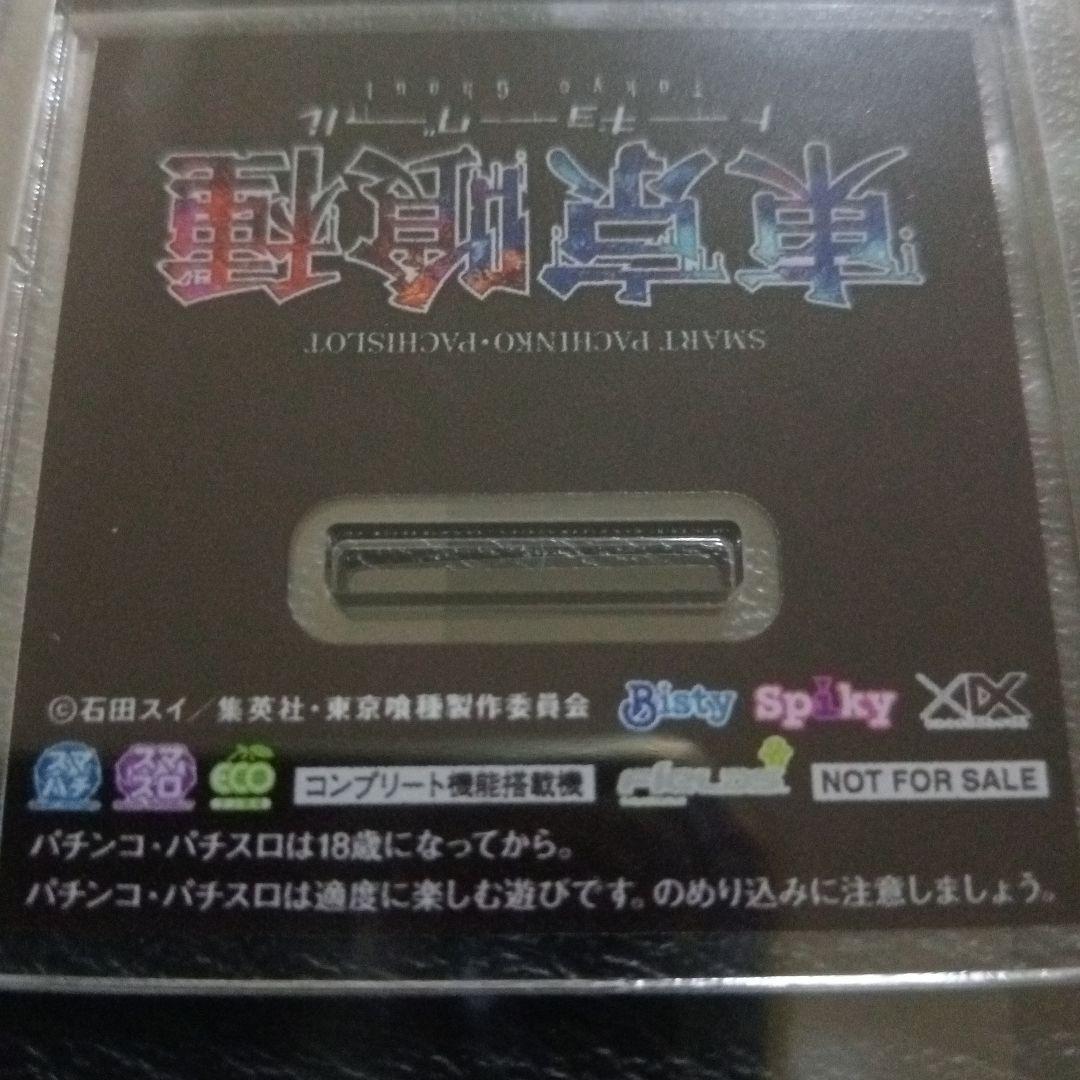 Tokyo Ghoul
トーキョーグール
東京喰種
SMART PACHINKO・PACHISLOT
©石田スイ／集英社・東京喰種製作委員会 Bisty Spiky
スマパチ スマスロ ECO コンプリート機能搭載機 NOT FOR SALE
パチンコ・パチスロは18歳になってから。
パチンコ・パチスロは適度に楽しむ遊びです。のめり込みに注意しましょう。